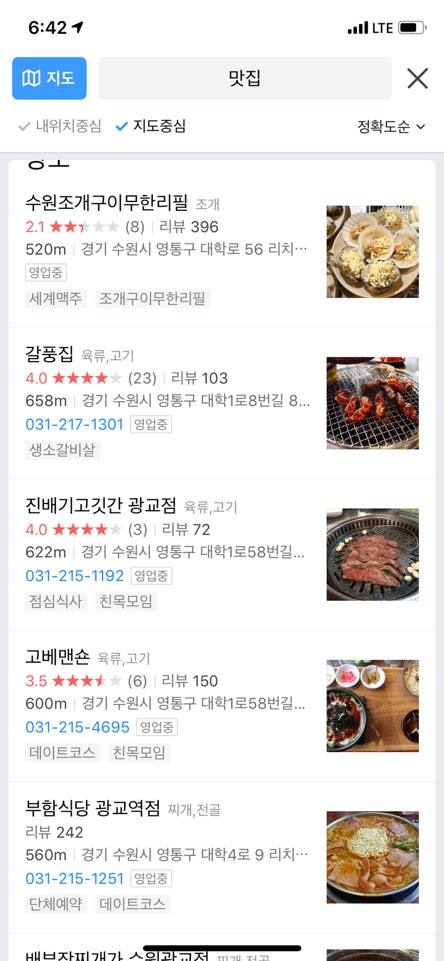 6:42 LTE
지도 맛집
내위치중심 지도중심 정확도순
수원조개구이무한리필 조개
2.1 (8) 리뷰 396
520m 경기 수원시 영통구 대학로 56 리치…
영업중
세계맥주 조개구이무한리필
갈풍집 육류,고기
4.0 (23) 리뷰 103
658m 경기 수원시 영통구 대학1로8번길 8…
031-217-1301 영업중
생소갈비살
진배기고깃간 광교점 육류,고기
4.0 (3) 리뷰 72
622m 경기 수원시 영통구 대학1로58번길…
031-215-1192 영업중
점심식사 친목모임
고베맨숀 육류,고기
3.5 (6) 리뷰 150
600m 경기 수원시 영통구 대학1로58번길…
031-215-4695 영업중
데이트코스 친목모임
부함식당 광교역점 찌개,전골
리뷰 242
560m 경기 수원시 영통구 대학4로 9 리치…
031-215-1251 영업중
단체예약 데이트코스
찌개,전골